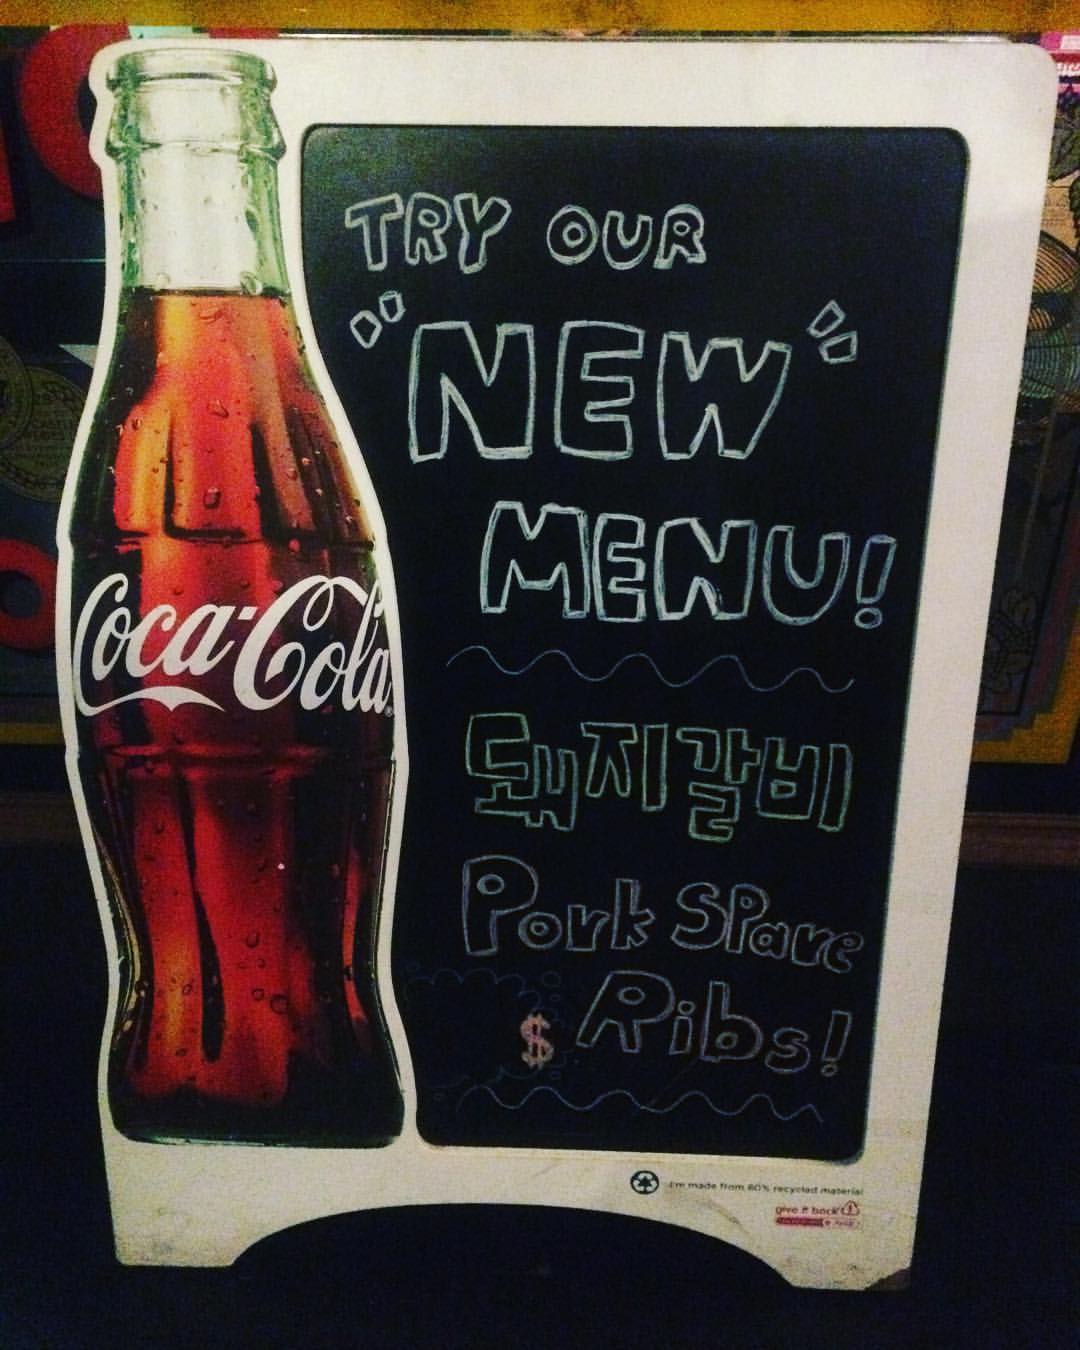 TRY OUR
"NEW"
MENU!
돼지갈비
Pork Spare
$ Ribs!
Coca-Cola
I'm made from 80% recycled material
give it back